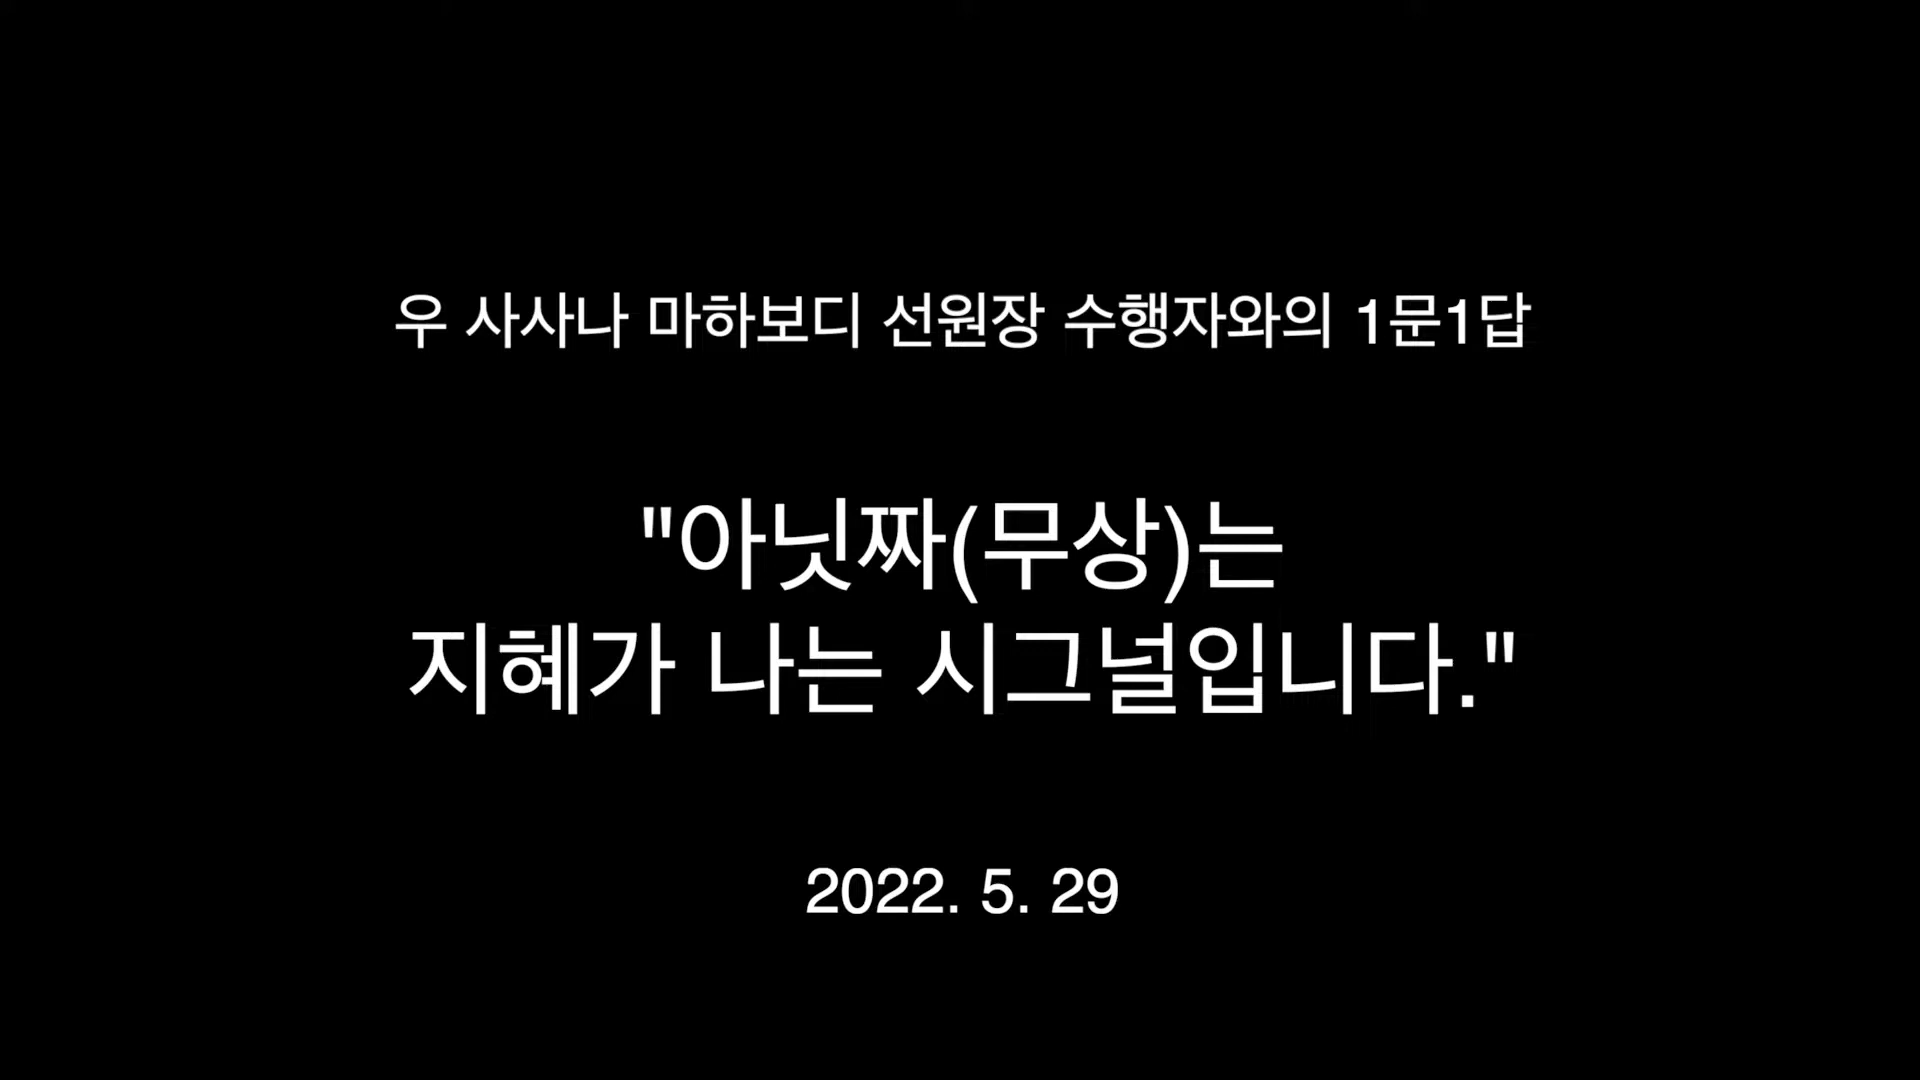 우 사사나 마하보디 선원장 수행자와의 1문1답
"아닛짜(무상)는
지혜가 나는 시그널입니다."
2022. 5. 29